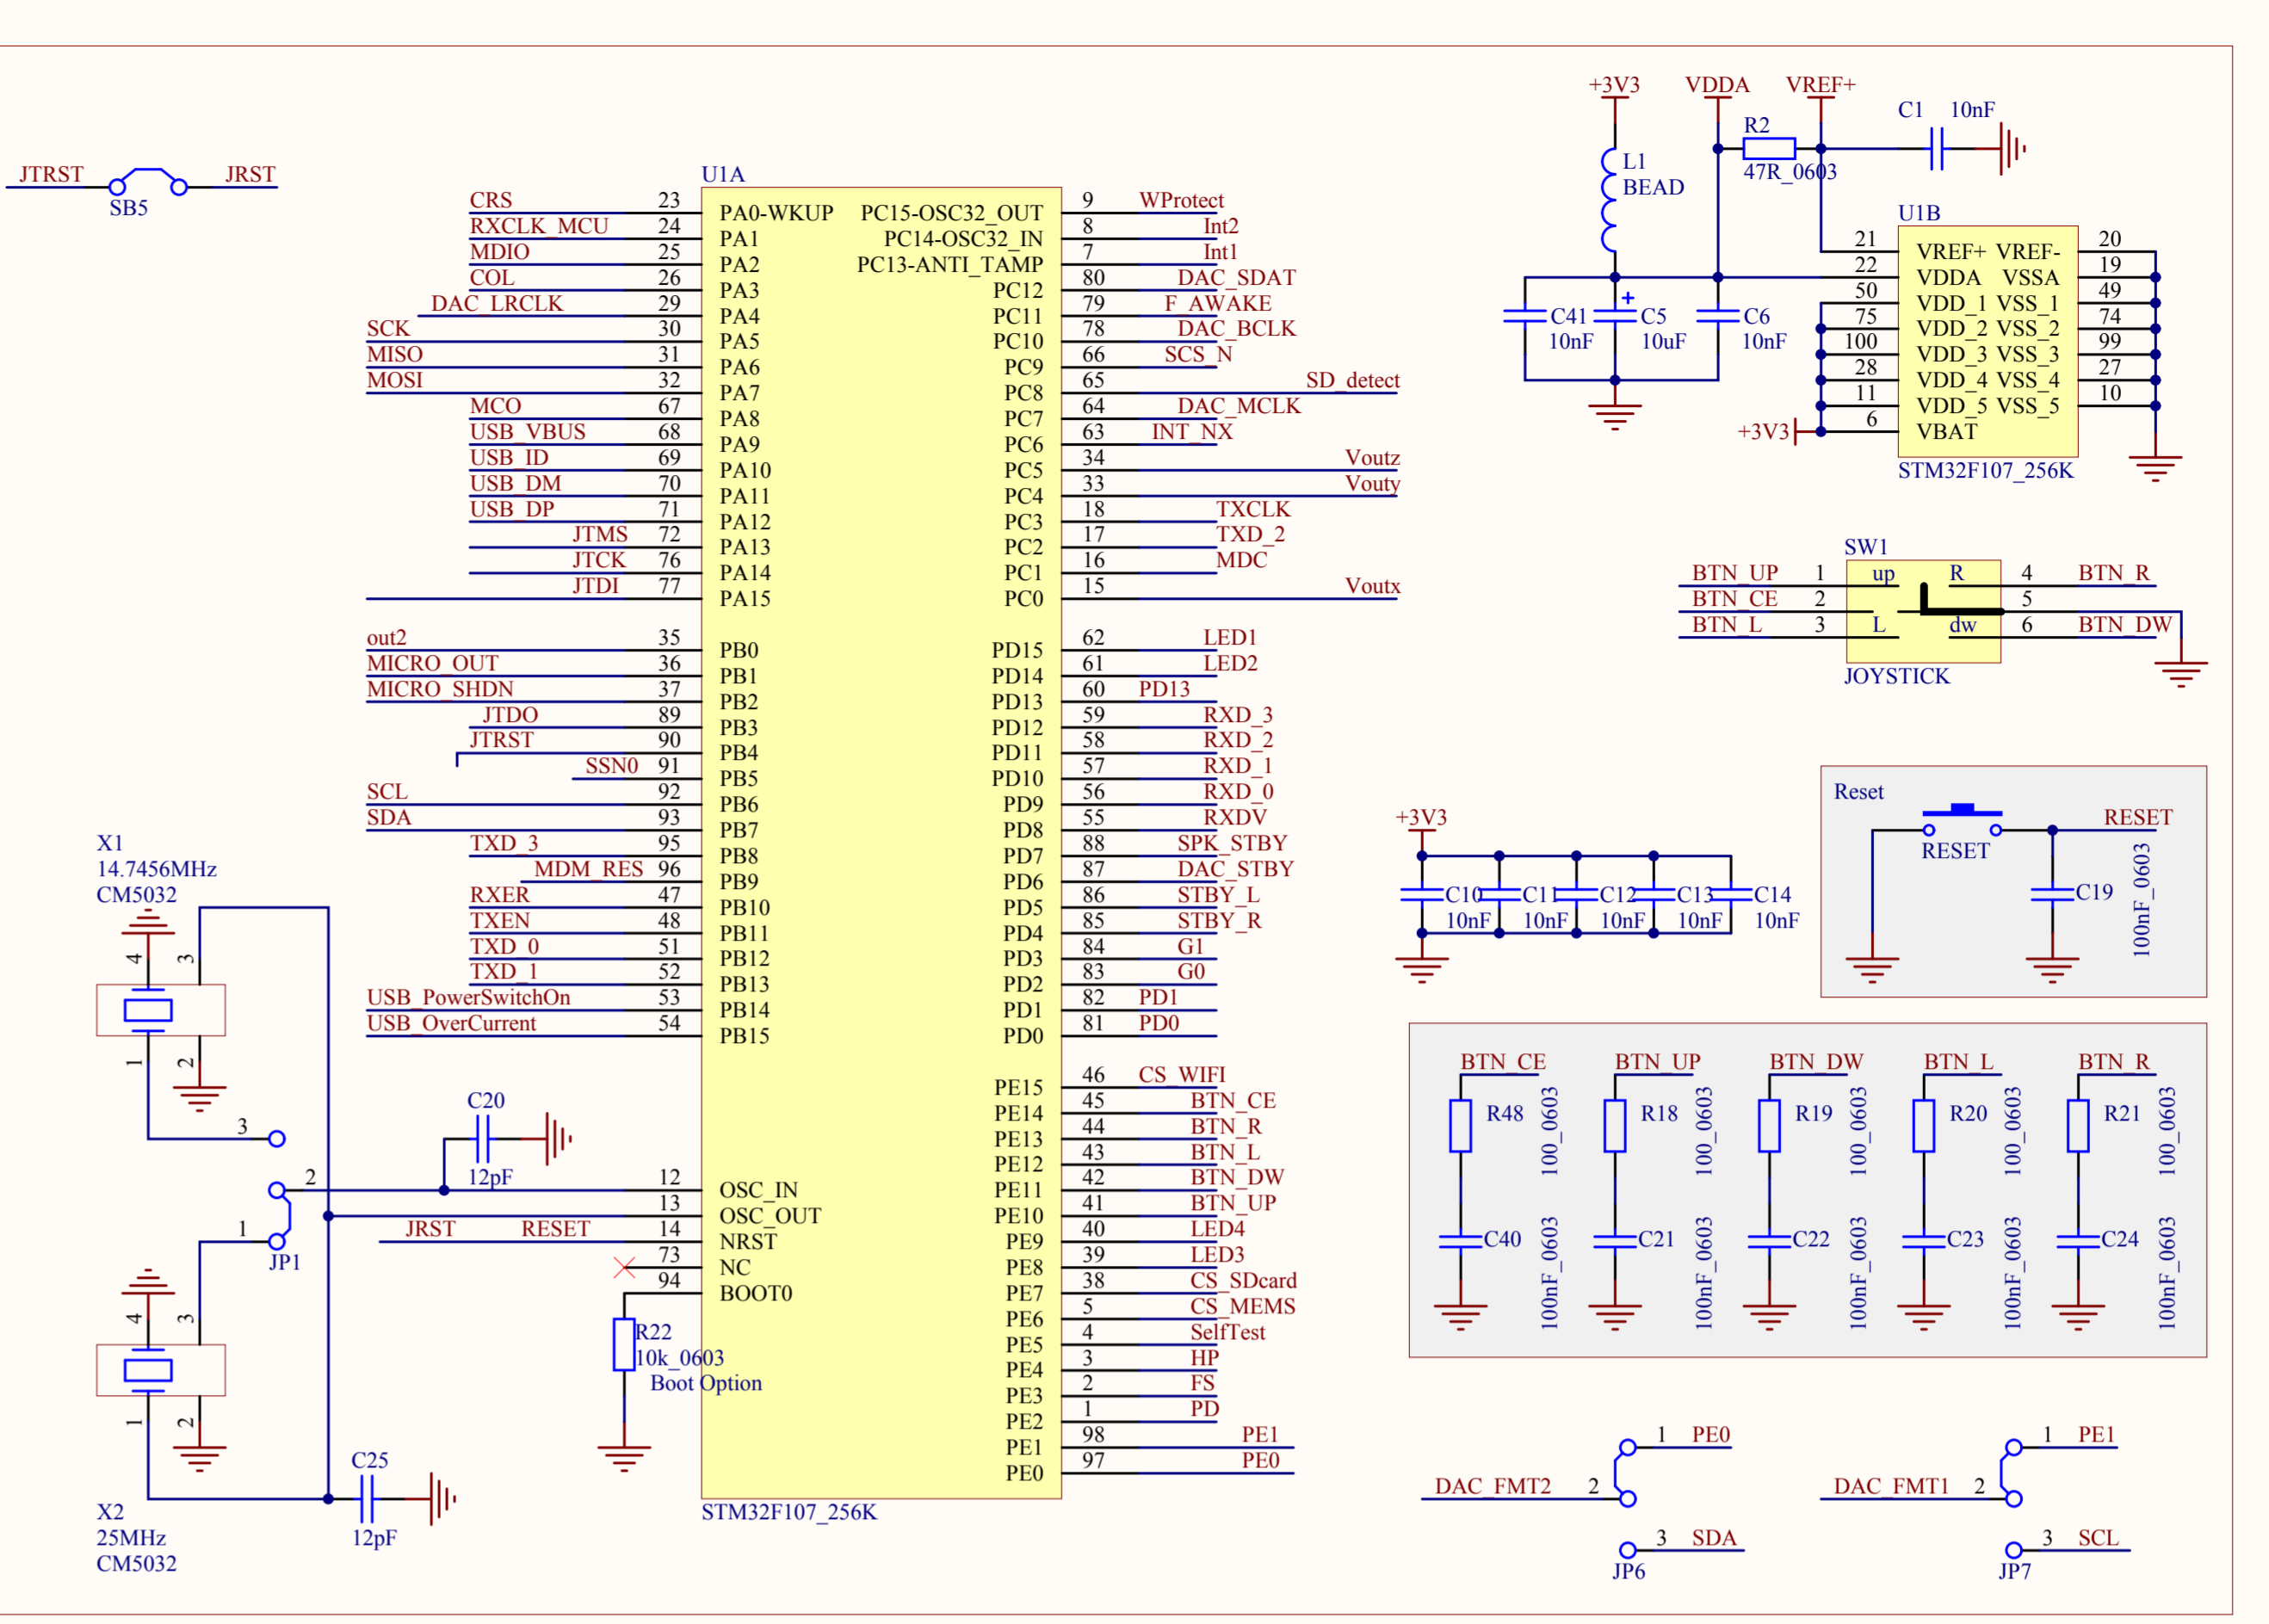 JTRST
JRST
SB5
U1A
CRS 23 PA0-WKUP
RXCLK_MCU 24 PA1
MDIO 25 PA2
COL 26 PA3
DAC_LRCLK 29 PA4
SCK 30 PA5
MISO 31 PA6
MOSI 32 PA7
MCO 67 PA8
USB_VBUS 68 PA9
USB_ID 69 PA10
USB_DM 70 PA11
USB_DP 71 PA12
JTMS 72 PA13
JTCK 76 PA14
JTDI 77 PA15
out2 35 PB0
MICRO_OUT 36 PB1
MICRO_SHDN 37 PB2
JTDO 89 PB3
JTRST 90 PB4
SSN0 91 PB5
SCL 92 PB6
SDA 93 PB7
TXD_3 95 PB8
MDM_RES 96 PB9
RXER 47 PB10
TXEN 48 PB11
TXD_0 51 PB12
TXD_1 52 PB13
USB_PowerSwitchOn 53 PB14
USB_OverCurrent 54 PB15
12 OSC_IN
13 OSC_OUT
JRST RESET 14 NRST
73 NC
94 BOOT0
R22
10k_0603
Boot Option
PC15-OSC32_OUT 9 WProtect
PC14-OSC32_IN 8 Int2
PC13-ANTI_TAMP 7 Int1
PC12 80 DAC_SDAT
PC11 79 F_AWAKE
PC10 78 DAC_BCLK
PC9 66 SCS_N
PC8 65 SD_detect
PC7 64 DAC_MCLK
PC6 63 INT_NX
PC5 34 Voutz
PC4 33 Vouty
PC3 18 TXCLK
PC2 17 TXD_2
PC1 16 MDC
PC0 15 Voutx
PD15 62 LED1
PD14 61 LED2
PD13 60 PD13
PD12 59 RXD_3
PD11 58 RXD_2
PD10 57 RXD_1
PD9 56 RXD_0
PD8 55 RXDV
PD7 88 SPK_STBY
PD6 87 DAC_STBY
PD5 86 STBY_L
PD4 85 STBY_R
PD3 84 G1
PD2 83 G0
PD1 82 PD1
PD0 81 PD0
PE15 46 CS_WIFI
PE14 45 BTN_CE
PE13 44 BTN_R
PE12 43 BTN_L
PE11 42 BTN_DW
PE10 41 BTN_UP
PE9 40 LED4
PE8 39 LED3
PE7 38 CS_SDcard
PE6 5 CS_MEMS
PE5 4 SelfTest
PE4 3 HP
PE3 2 FS
PE2 1 PD
PE1 98 PE1
PE0 97 PE0
STM32F107_256K
X1
14.7456MHz
CM5032
4 3
1 2
3
2
1
JP1
C20
12pF
4 3
1 2
X2
25MHz
CM5032
C25
12pF
+3V3 VDDA VREF+
L1
BEAD
R2
47R_0603
C1 10nF
C41
10nF
C5
10uF
+
C6
10nF
U1B
21 VREF+ VREF- 20
22 VDDA VSSA 19
50 VDD_1 VSS_1 49
75 VDD_2 VSS_2 74
100 VDD_3 VSS_3 99
28 VDD_4 VSS_4 27
11 VDD_5 VSS_5 10
+3V3 6 VBAT
STM32F107_256K
SW1
BTN_UP 1 up R 4 BTN_R
BTN_CE 2 5
BTN_L 3 L dw 6 BTN_DW
JOYSTICK
+3V3
C10 C11 C12 C13 C14
10nF 10nF 10nF 10nF 10nF
Reset
RESET
RESET
C19
100nF_0603
BTN_CE BTN_UP BTN_DW BTN_L BTN_R
R48 100_0603 R18 100_0603 R19 100_0603 R20 100_0603 R21 100_0603
C40 100nF_0603 C21 100nF_0603 C22 100nF_0603 C23 100nF_0603 C24 100nF_0603
1 PE0
DAC_FMT2 2
3 SDA
JP6
1 PE1
DAC_FMT1 2
3 SCL
JP7